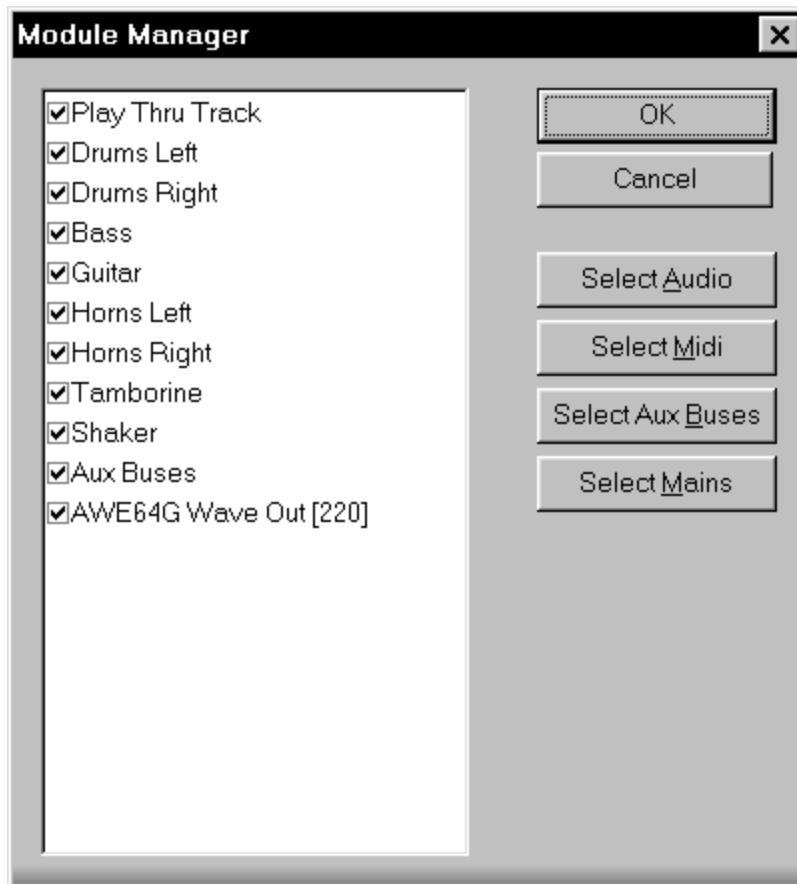 Module Manager
Play Thru Track
Drums Left
Drums Right
Bass
Guitar
Horns Left
Horns Right
Tamborine
Shaker
Aux Buses
AWE64G Wave Out [220]
OK
Cancel
Select Audio
Select Midi
Select Aux Buses
Select Mains